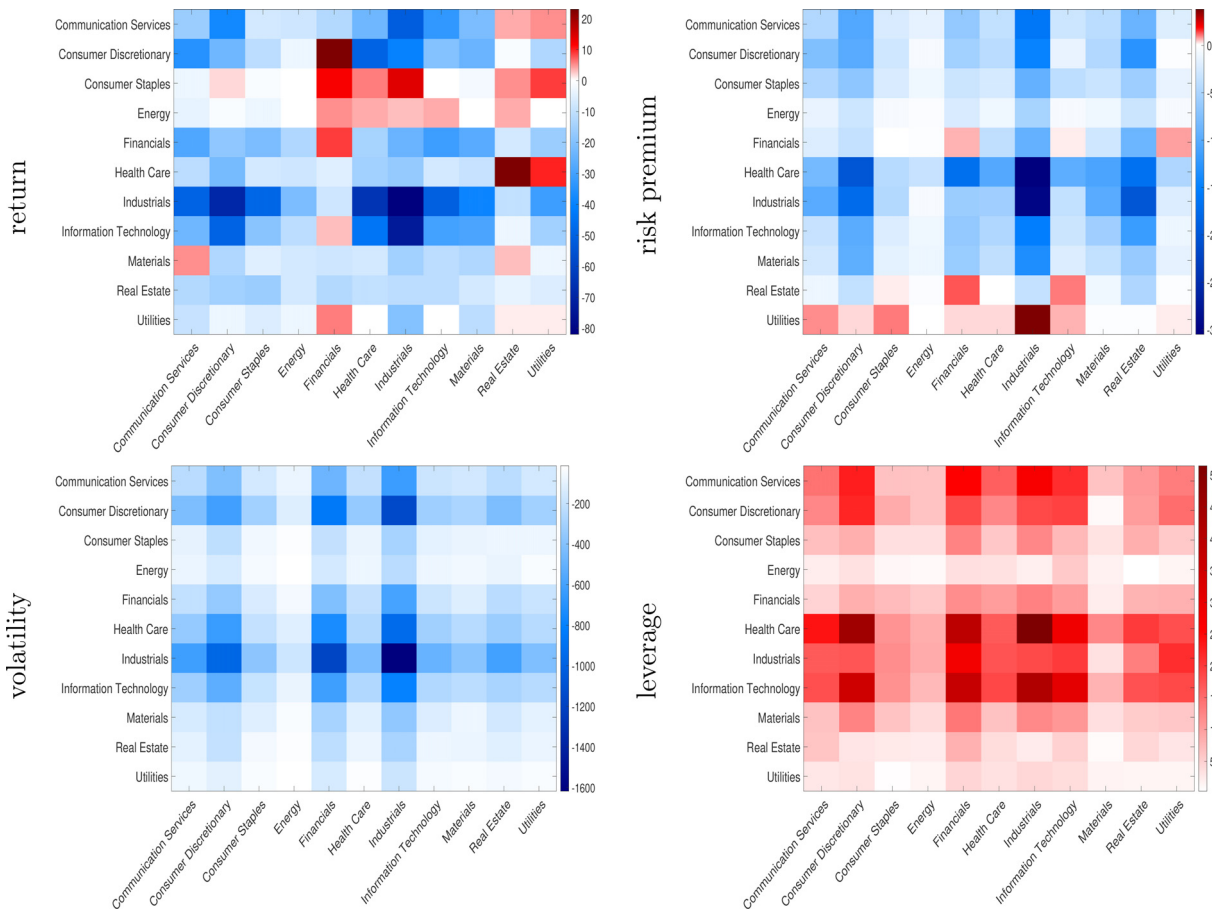 return
Communication Services
Consumer Discretionary
Consumer Staples
Energy
Financials
Health Care
Industrials
Information Technology
Materials
Real Estate
Utilities
Communication Services
Consumer Discretionary
Consumer Staples
Energy
Financials
Health Care
Industrials
Information Technology
Materials
Real Estate
Utilities
20
10
0
-10
-20
-30
-40
-50
-60
-70
-80
risk premium
Communication Services
Consumer Discretionary
Consumer Staples
Energy
Financials
Health Care
Industrials
Information Technology
Materials
Real Estate
Utilities
Communication Services
Consumer Discretionary
Consumer Staples
Energy
Financials
Health Care
Industrials
Information Technology
Materials
Real Estate
Utilities
0
volatility
Communication Services
Consumer Discretionary
Consumer Staples
Energy
Financials
Health Care
Industrials
Information Technology
Materials
Real Estate
Utilities
Communication Services
Consumer Discretionary
Consumer Staples
Energy
Financials
Health Care
Industrials
Information Technology
Materials
Real Estate
Utilities
-200
-400
-600
-800
-1000
-1200
-1400
-1600
leverage
Communication Services
Consumer Discretionary
Consumer Staples
Energy
Financials
Health Care
Industrials
Information Technology
Materials
Real Estate
Utilities
Communication Services
Consumer Discretionary
Consumer Staples
Energy
Financials
Health Care
Industrials
Information Technology
Materials
Real Estate
Utilities